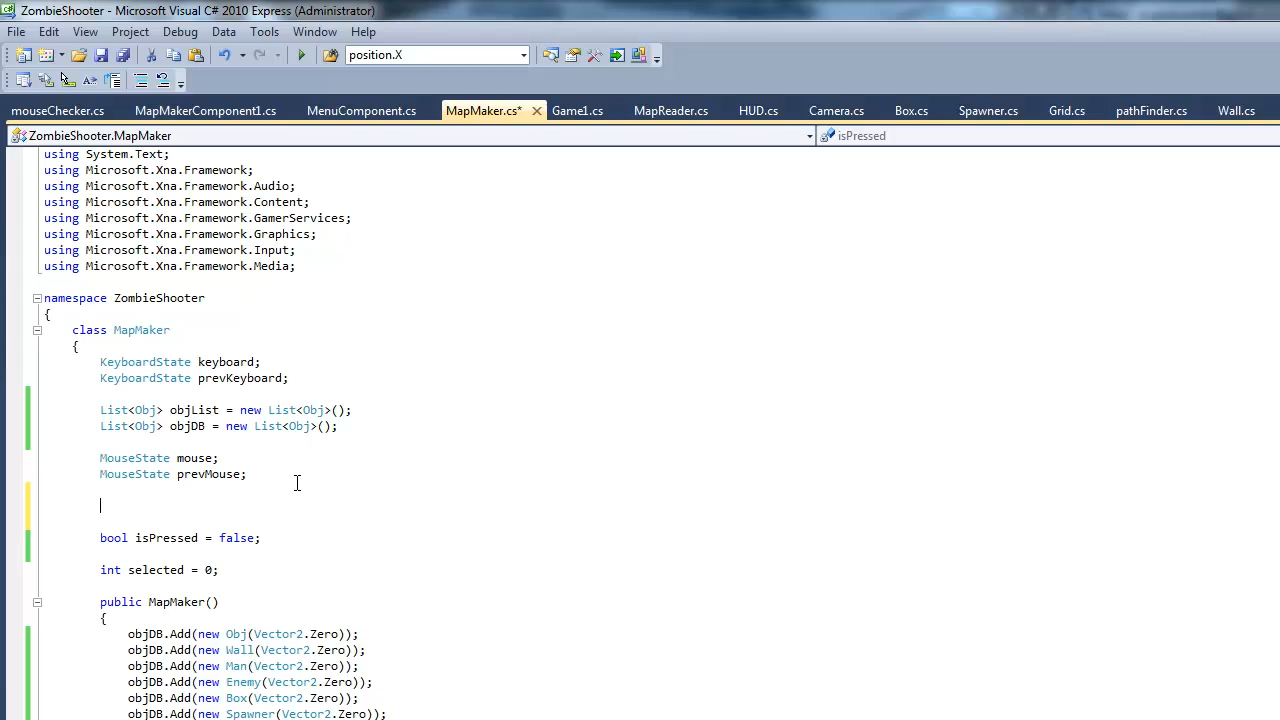 ZombieShooter - Microsoft Visual C# 2010 Express (Administrator)
File Edit View Project Debug Data Tools Window Help
position.X
mouseChecker.cs MapMakerComponent1.cs MenuComponent.cs MapMaker.cs* Game1.cs MapReader.cs HUD.cs Camera.cs Box.cs Spawner.cs Grid.cs pathFinder.cs Wall.cs
ZombieShooter.MapMaker isPressed
using System.Text;
using Microsoft.Xna.Framework;
using Microsoft.Xna.Framework.Audio;
using Microsoft.Xna.Framework.Content;
using Microsoft.Xna.Framework.GamerServices;
using Microsoft.Xna.Framework.Graphics;
using Microsoft.Xna.Framework.Input;
using Microsoft.Xna.Framework.Media;
namespace ZombieShooter
{
class MapMaker
{
KeyboardState keyboard;
KeyboardState prevKeyboard;
List<Obj> objList = new List<Obj>();
List<Obj> objDB = new List<Obj>();
MouseState mouse;
MouseState prevMouse;
bool isPressed = false;
int selected = 0;
public MapMaker()
{
objDB.Add(new Obj(Vector2.Zero));
objDB.Add(new Wall(Vector2.Zero));
objDB.Add(new Man(Vector2.Zero));
objDB.Add(new Enemy(Vector2.Zero));
objDB.Add(new Box(Vector2.Zero));
objDB.Add(new Spawner(Vector2.Zero));